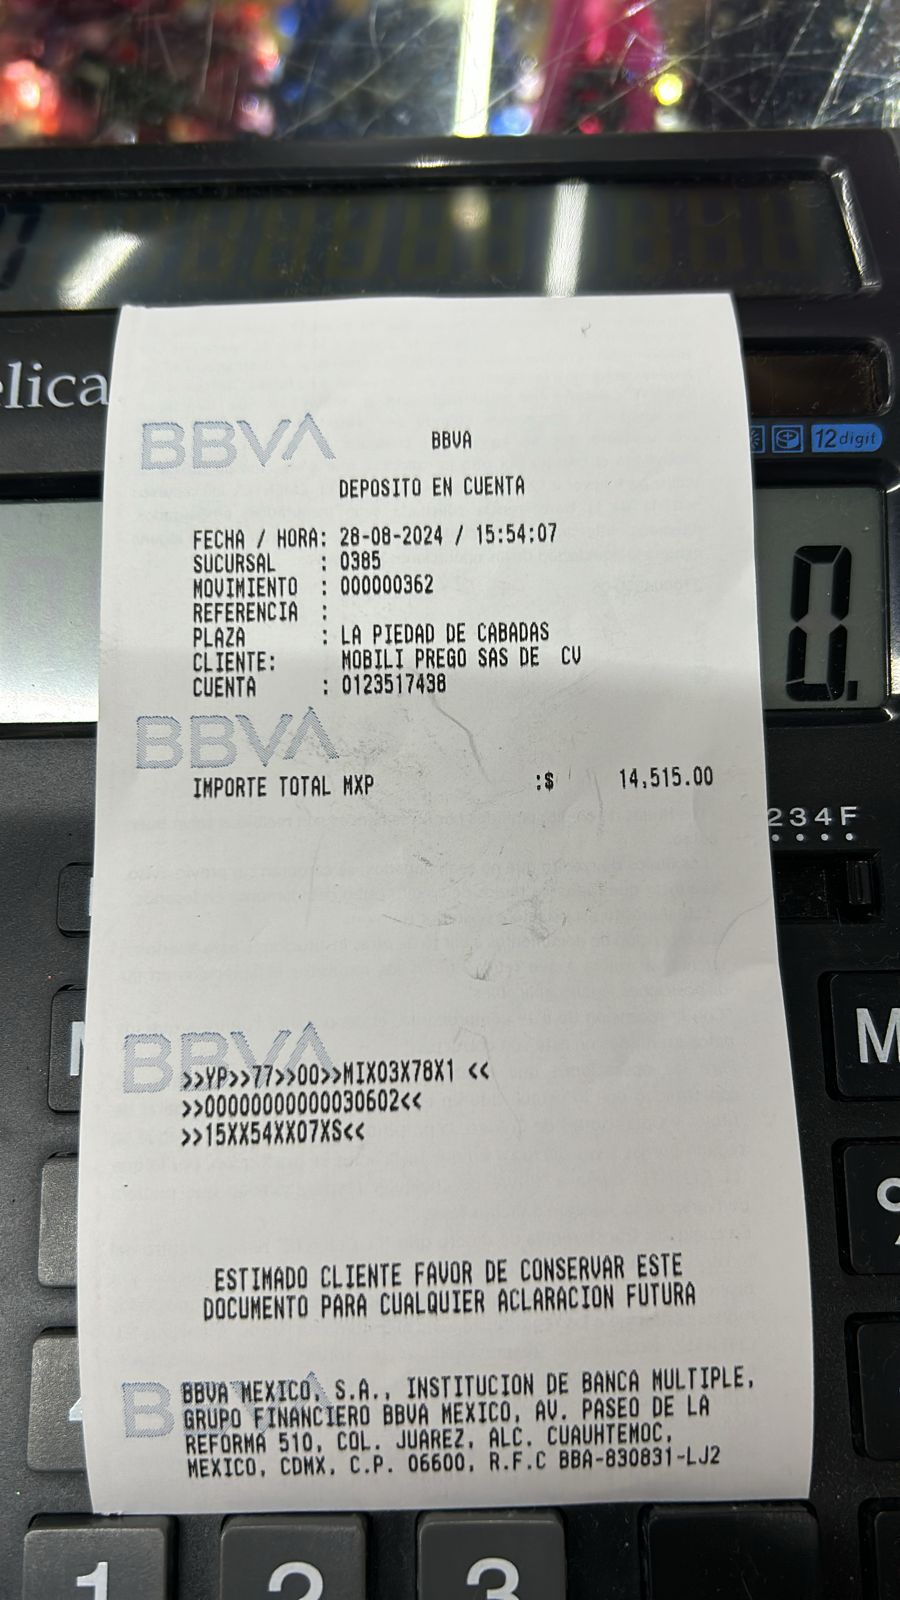 elica
12 digit
0.
234F
BBVA
BBVA
DEPOSITO EN CUENTA
FECHA / HORA: 28-08-2024 / 15:54:07
SUCURSAL : 0385
MOVIMIENTO : 000000362
REFERENCIA :
PLAZA : LA PIEDAD DE CABADAS
CLIENTE: MOBILI PREGO SAS DE CV
CUENTA : 0123517438
BBVA
IMPORTE TOTAL MXP :$ 14,515.00
BBVA
>>YP>>77>>00>>MIX03X78X1 <<
>>00000000000030602<<
>>15XX54XX07XS<<
ESTIMADO CLIENTE FAVOR DE CONSERVAR ESTE
DOCUMENTO PARA CUALQUIER ACLARACION FUTURA
BBVA
BBVA MEXICO, S.A., INSTITUCION DE BANCA MULTIPLE,
GRUPO FINANCIERO BBVA MEXICO, AV. PASEO DE LA
REFORMA 510, COL. JUAREZ, ALC. CUAUHTEMOC,
MEXICO, CDMX, C.P. 06600, R.F.C BBA-830831-LJ2
M
%
1 2 3